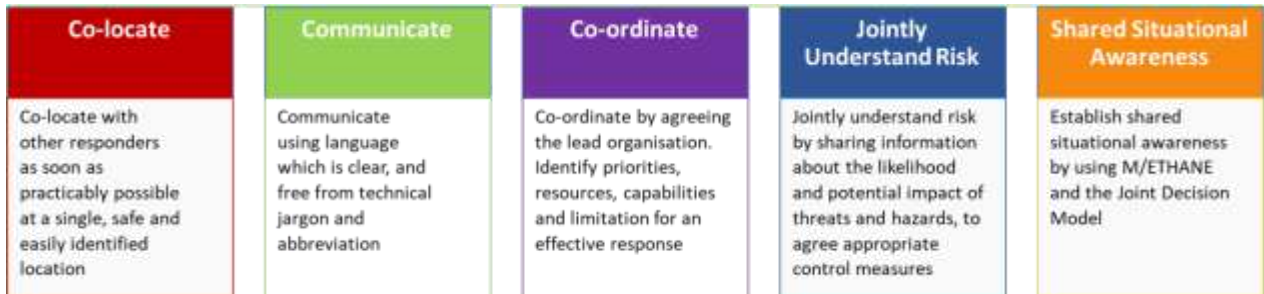 Co-locate
Co-locate with
other responders
as soon as
practicably possible
at a single, safe and
easily identified
location
Communicate
Communicate
using language
which is clear, and
free from technical
jargon and
abbreviation
Co-ordinate
Co-ordinate by agreeing
the lead organisation.
Identify priorities,
resources, capabilities
and limitation for an
effective response
Jointly
Understand Risk
Jointly understand risk
by sharing information
about the likelihood
and potential impact of
threats and hazards, to
agree appropriate
control measures
Shared Situational
Awareness
Establish shared
situational awareness
by using M/ETHANE
and the Joint Decision
Model